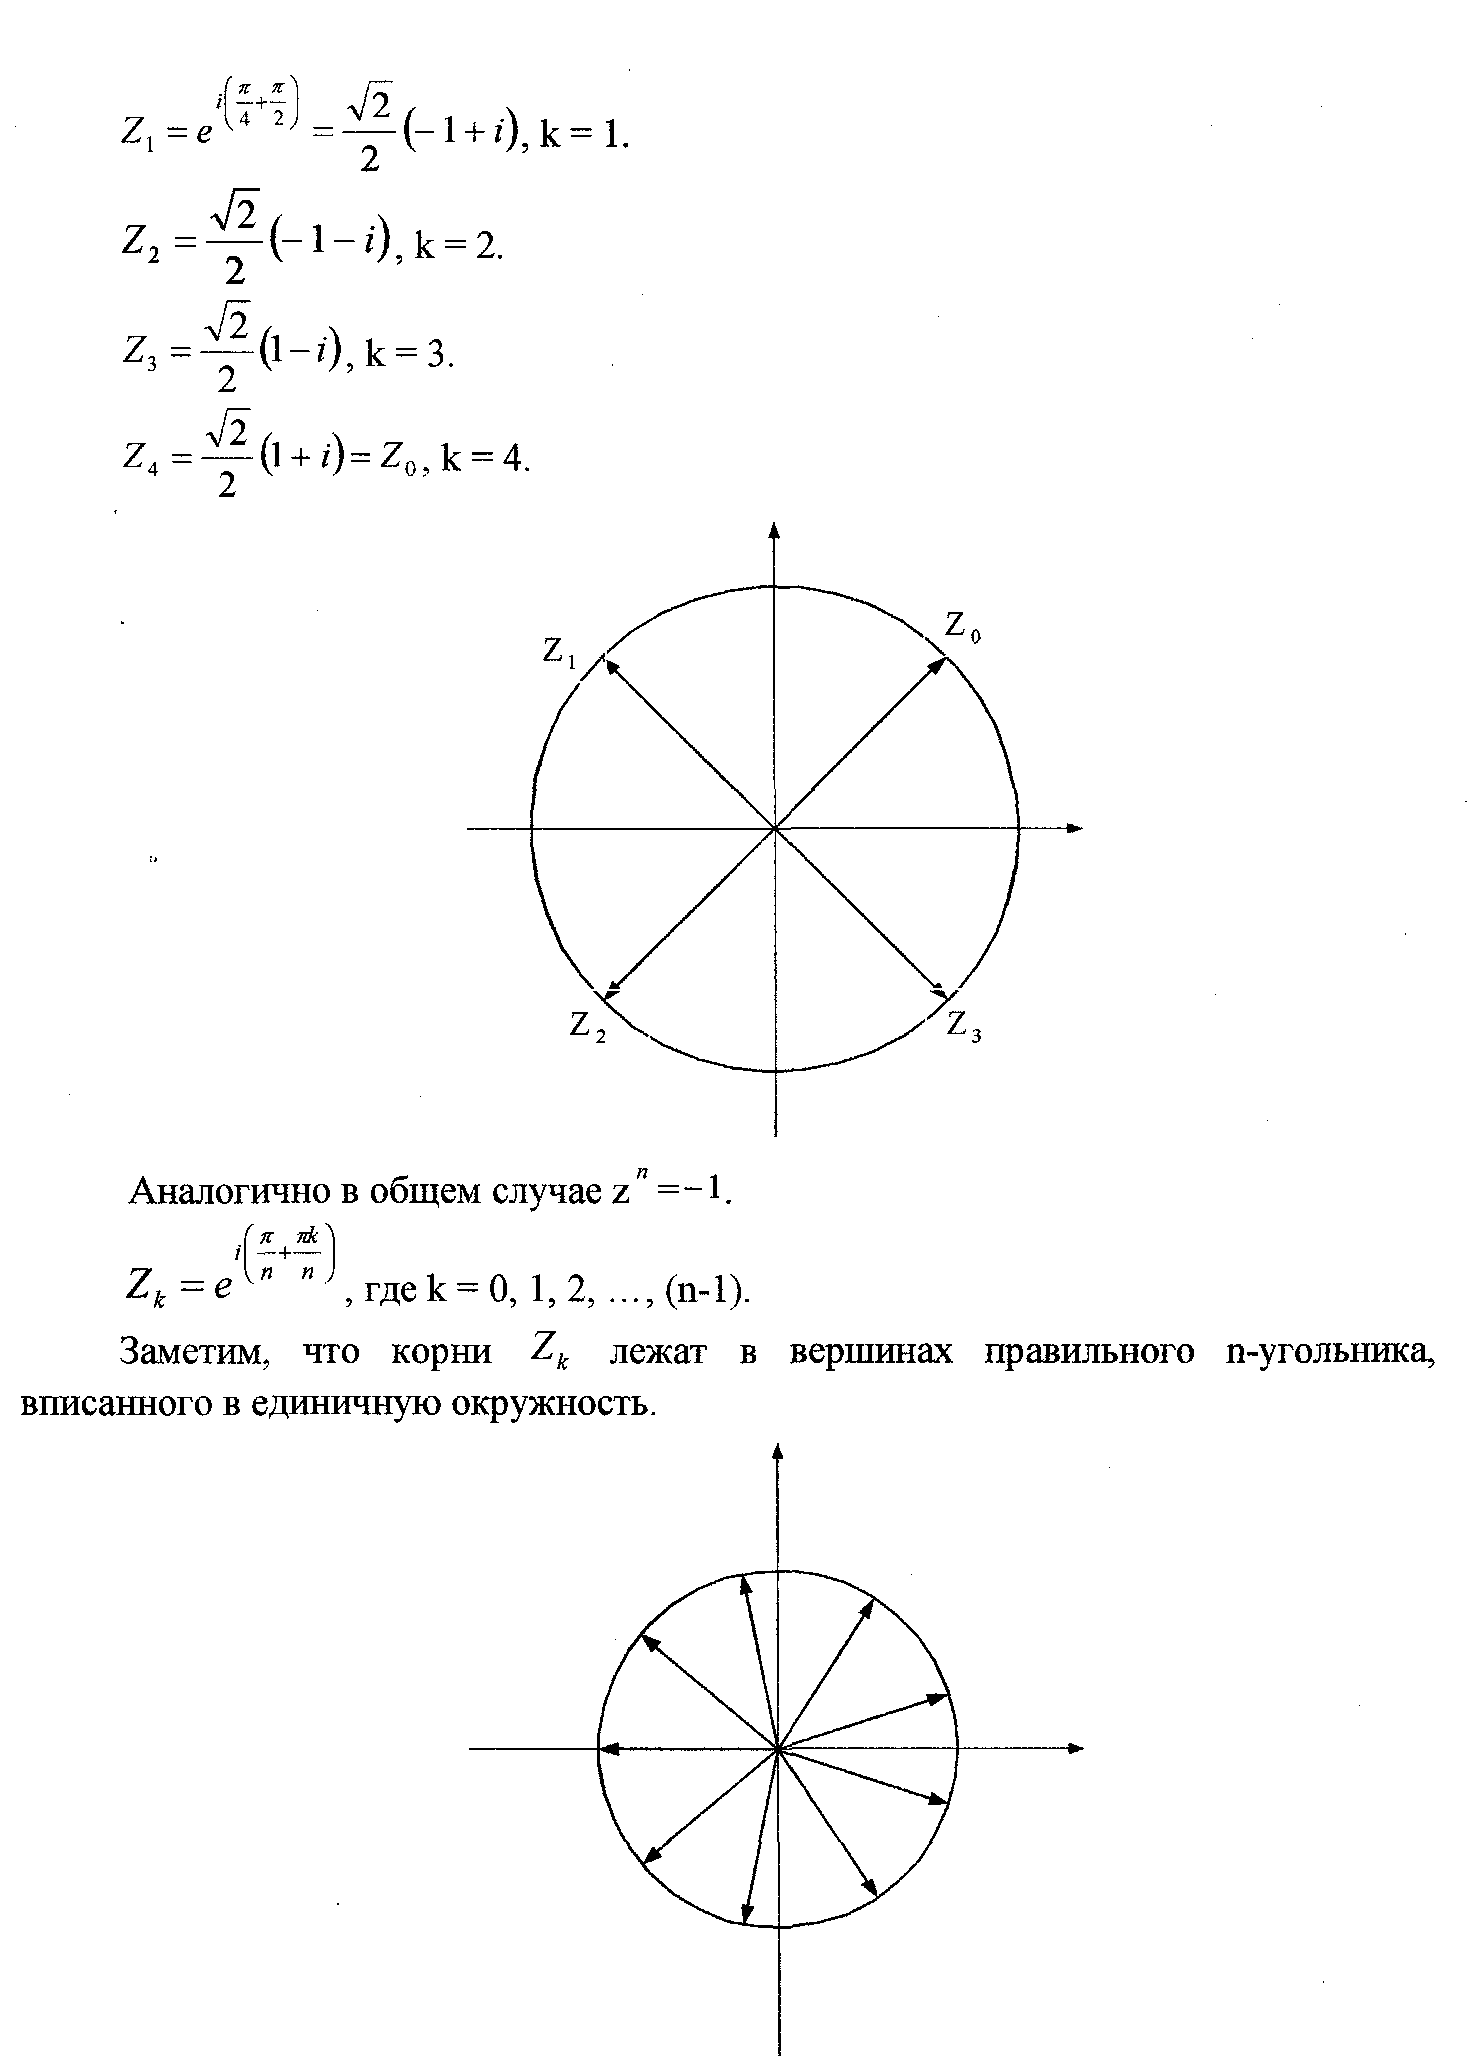 Z₁ = e^{i(π/4 + π/2)} = √2/2 (−1 + i), k = 1.
Z₂ = √2/2 (−1 − i), k = 2.
Z₃ = √2/2 (1 − i), k = 3.
Z₄ = √2/2 (1 + i) = Z₀, k = 4.
Z₀
Z₁
Z₂
Z₃
Аналогично в общем случае zⁿ = −1.
Z_k = e^{i(π/n + πk/n)}, где k = 0, 1, 2, ..., (n-1).
Заметим, что корни Z_k лежат в вершинах правильного n-угольника,
вписанного в единичную окружность.